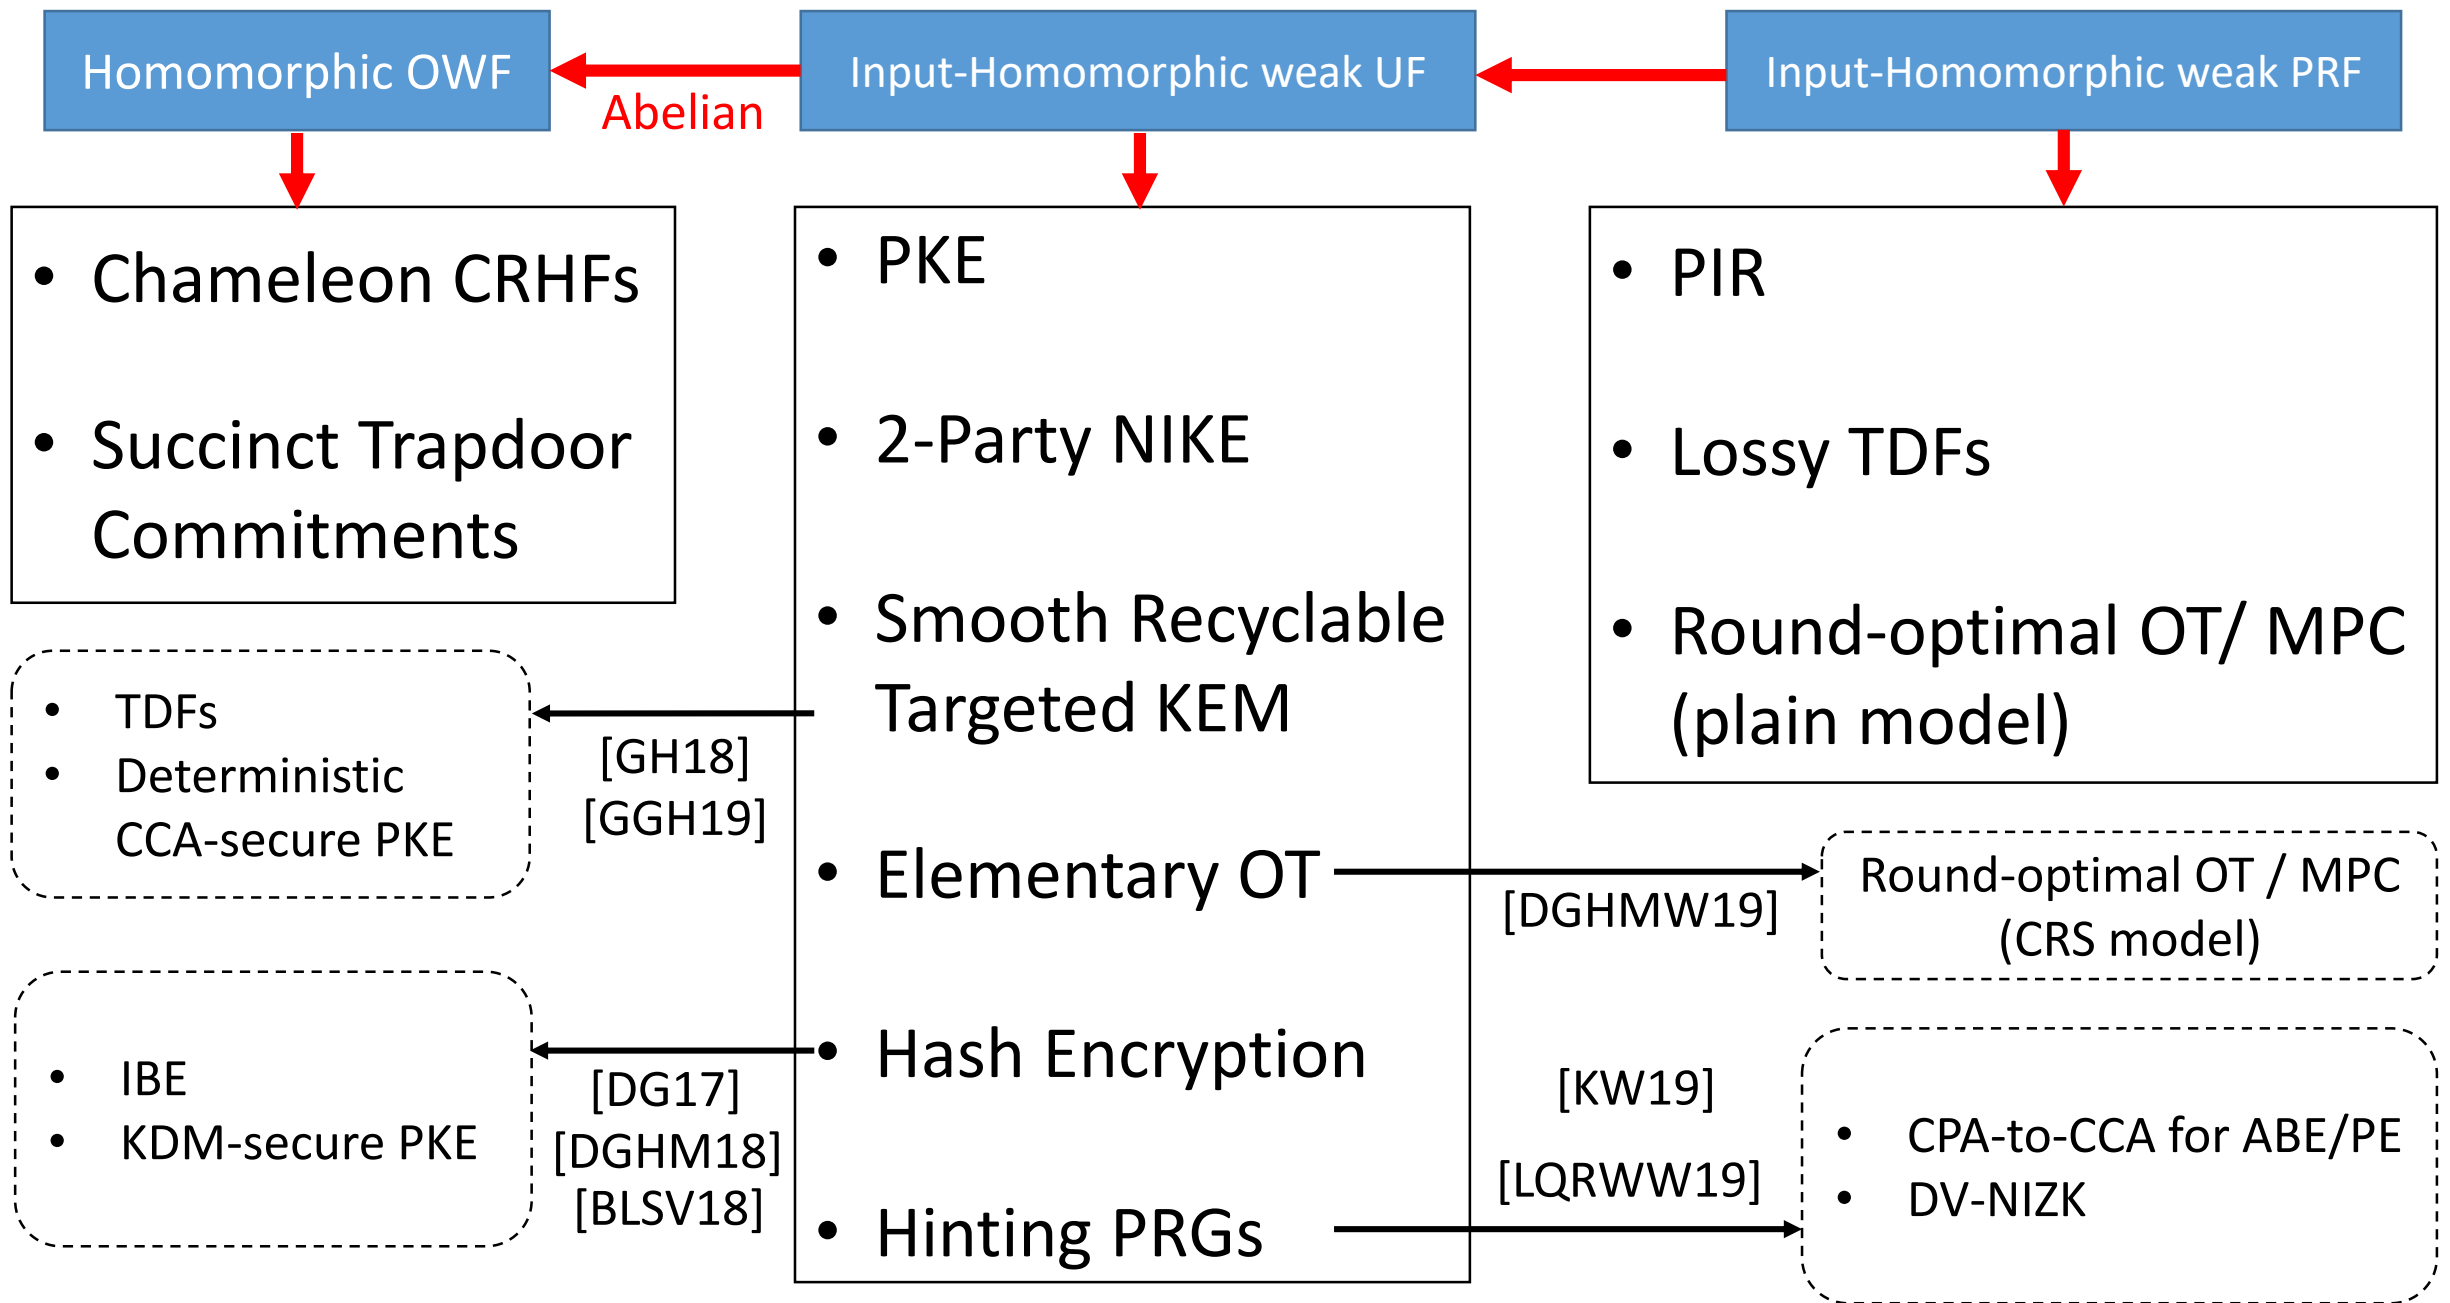 Homomorphic OWF
Abelian
Input-Homomorphic weak UF
Input-Homomorphic weak PRF
• Chameleon CRHFs
• Succinct Trapdoor
Commitments
• TDFs
• Deterministic
CCA-secure PKE
• IBE
• KDM-secure PKE
[GH18]
[GGH19]
[DG17]
[DGHM18]
[BLSV18]
• PKE
• 2-Party NIKE
• Smooth Recyclable
Targeted KEM
• Elementary OT
• Hash Encryption
• Hinting PRGs
• PIR
• Lossy TDFs
• Round-optimal OT/ MPC
(plain model)
[DGHMW19]
Round-optimal OT / MPC
(CRS model)
[KW19]
[LQRWW19]
• CPA-to-CCA for ABE/PE
• DV-NIZK